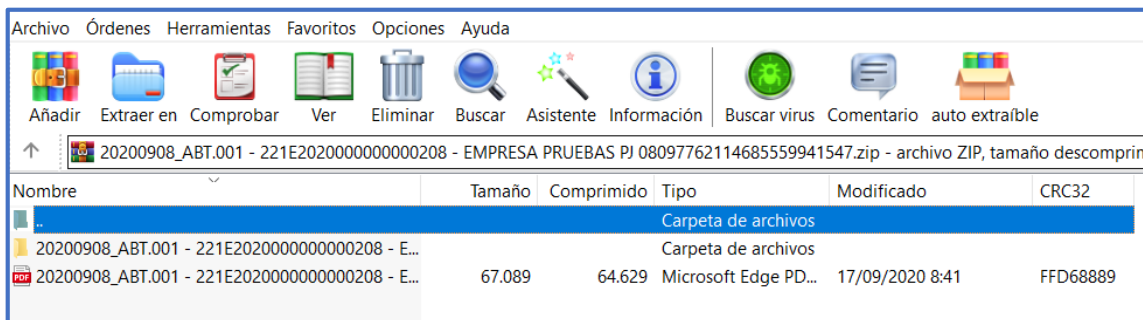 Archivo Órdenes Herramientas Favoritos Opciones Ayuda
Añadir Extraer en Comprobar Ver Eliminar Buscar Asistente Información Buscar virus Comentario auto extraíble
20200908_ABT.001 - 221E2020000000000208 - EMPRESA PRUEBAS PJ 08097762114685559941547.zip - archivo ZIP, tamaño descomprim
Nombre Tamaño Comprimido Tipo Modificado CRC32
.. Carpeta de archivos
20200908_ABT.001 - 221E2020000000000208 - E... Carpeta de archivos
PDF 20200908_ABT.001 - 221E2020000000000208 - E... 67.089 64.629 Microsoft Edge PD... 17/09/2020 8:41 FFD68889